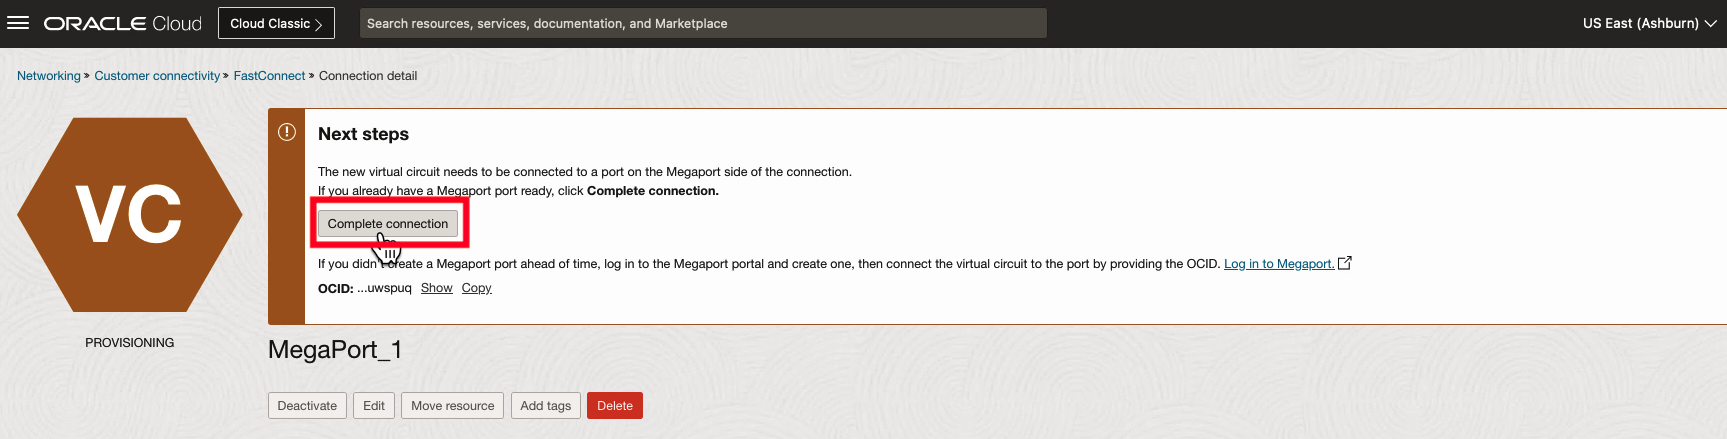 ORACLE Cloud
Cloud Classic >
Search resources, services, documentation, and Marketplace
US East (Ashburn)
Networking » Customer connectivity » FastConnect » Connection detail
VC
PROVISIONING
Next steps
The new virtual circuit needs to be connected to a port on the Megaport side of the connection.
If you already have a Megaport port ready, click Complete connection.
Complete connection
If you didn't create a Megaport port ahead of time, log in to the Megaport portal and create one, then connect the virtual circuit to the port by providing the OCID. Log in to Megaport.
OCID: ...uwspuq Show Copy
MegaPort_1
Deactivate Edit Move resource Add tags Delete